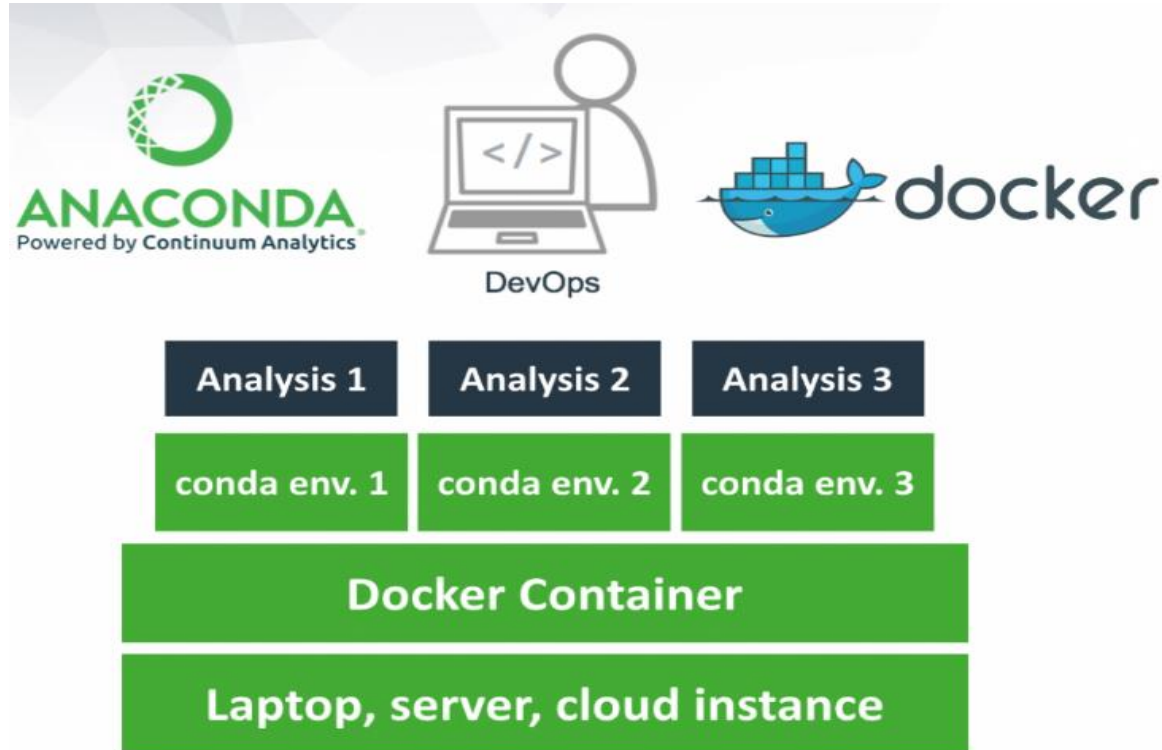 ANACONDA
Powered by Continuum Analytics
</>
DevOps
docker
Analysis 1
Analysis 2
Analysis 3
conda env. 1
conda env. 2
conda env. 3
Docker Container
Laptop, server, cloud instance